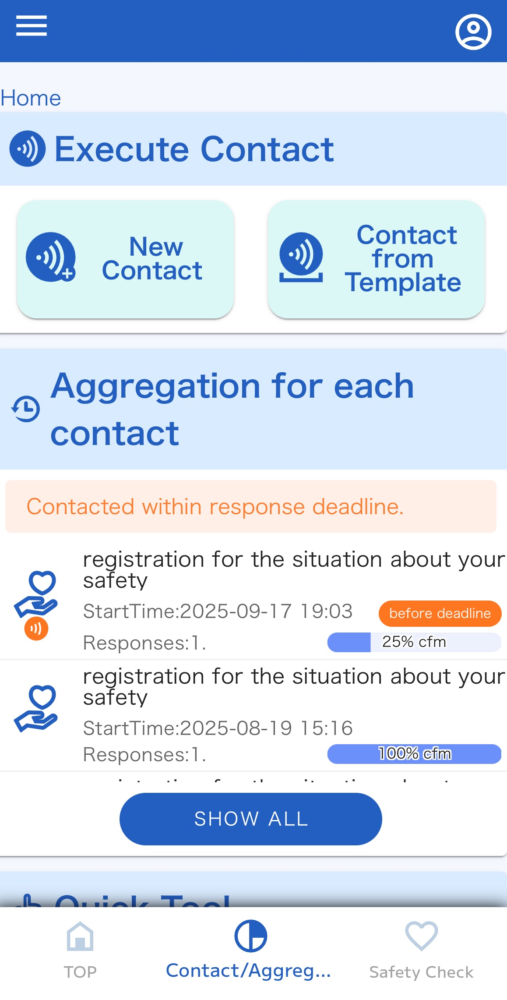 Home
Execute Contact
New
Contact
Contact
from
Template
Aggregation for each
contact
Contacted within response deadline.
registration for the situation about your
safety
StartTime:2025-09-17 19:03
before deadline
Responses:1.
25% cfm
registration for the situation about your
safety
StartTime:2025-08-19 15:16
Responses:1.
100% cfm
SHOW ALL
Quick Tool
TOP
Contact/Aggreg...
Safety Check